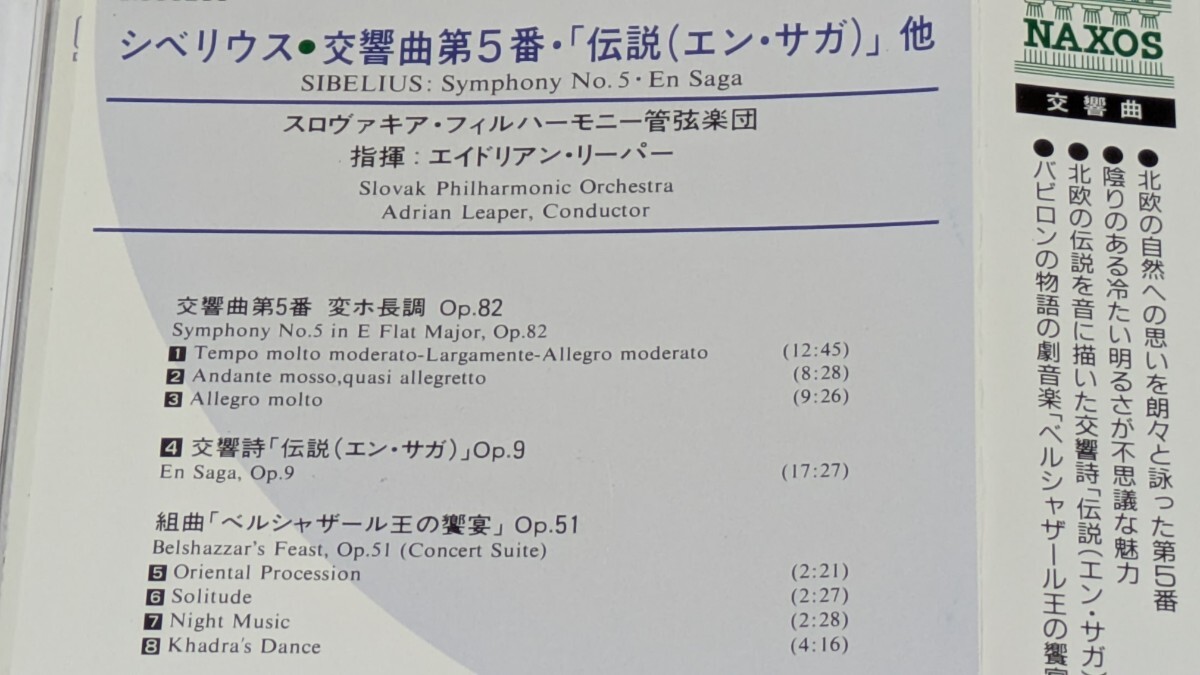 シベリウス●交響曲第5番・「伝説(エン・サガ)」他
SIBELIUS: Symphony No. 5・En Saga
スロヴァキア・フィルハーモニー管弦楽団
指揮：エイドリアン・リーパー
Slovak Philharmonic Orchestra
Adrian Leaper, Conductor
交響曲第5番 変ホ長調 Op.82
Symphony No.5 in E Flat Major, Op.82
1 Tempo molto moderato-Largamente-Allegro moderato (12:45)
2 Andante mosso,quasi allegretto (8:28)
3 Allegro molto (9:26)
4 交響詩「伝説(エン・サガ)」Op.9
En Saga, Op.9 (17:27)
組曲「ベルシャザール王の饗宴」Op.51
Belshazzar's Feast, Op.51 (Concert Suite)
5 Oriental Procession (2:21)
6 Solitude (2:27)
7 Night Music (2:28)
8 Khadra's Dance (4:16)
NAXOS
交響曲
●北欧の自然への思いを朗々と詠った第5番
●陰りのある冷たい明るさが不思議な魅力
●北欧の伝説を音に描いた交響詩「伝説(エン・サガ)
●バビロンの物語の劇音楽「ベルシャザール王の饗宴